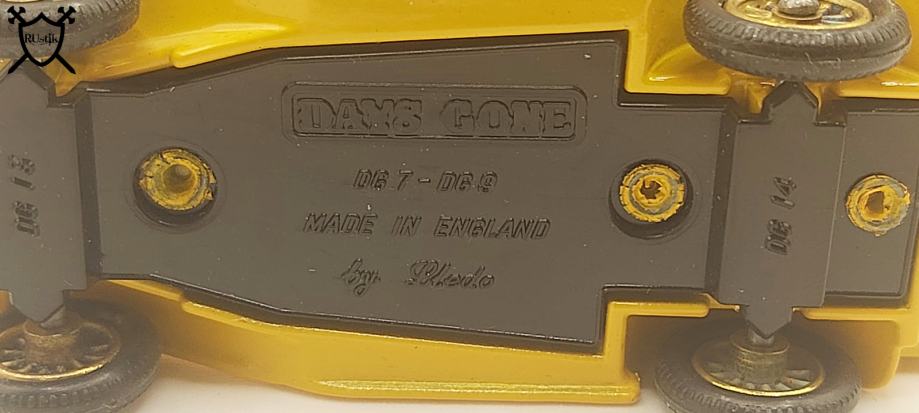 RUstik
DAYS GONE
DG 7 - DG 9
MADE IN ENGLAND
by Lledo
DG 13
DG 14